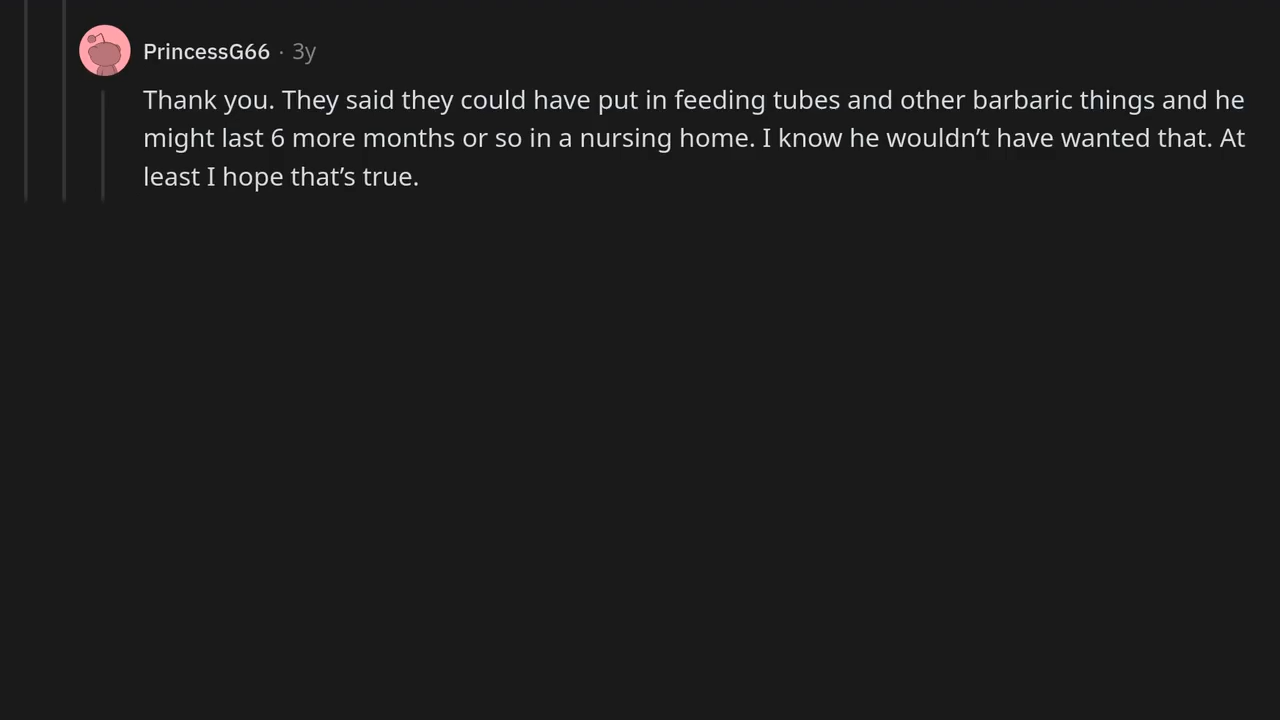 PrincessG66 · 3y
Thank you. They said they could have put in feeding tubes and other barbaric things and he
might last 6 more months or so in a nursing home. I know he wouldn’t have wanted that. At
least I hope that’s true.